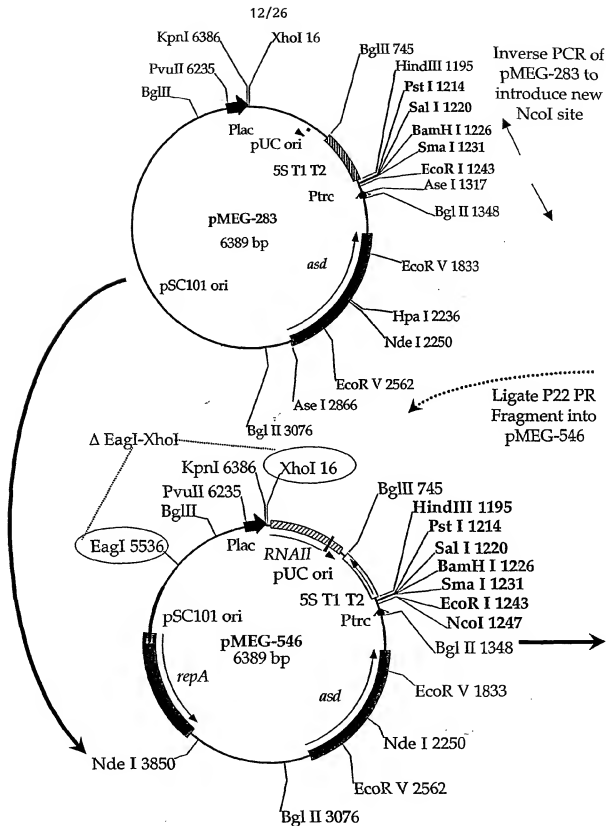 12/26
KpnI 6386
XhoI 16
PvuII 6235
BglII
Plac
pUC ori
5S T1 T2
Ptrc
BglII 745
HindIII 1195
Pst I 1214
Sal I 1220
BamH I 1226
Sma I 1231
EcoR I 1243
Ase I 1317
Bgl II 1348
Inverse PCR of
pMEG-283 to
introduce new
NcoI site
pMEG-283
6389 bp
asd
pSC101 ori
EcoR V 1833
Hpa I 2236
Nde I 2250
EcoR V 2562
Ase I 2866
Bgl II 3076
Ligate P22 PR
Fragment into
pMEG-546
Δ EagI-XhoI
KpnI 6386
XhoI 16
PvuII 6235
BglII
EagI 5536
Plac
RNAII
pUC ori
5S T1 T2
Ptrc
BglII 745
HindIII 1195
Pst I 1214
Sal I 1220
BamH I 1226
Sma I 1231
EcoR I 1243
NcoI 1247
Bgl II 1348
pSC101 ori
pMEG-546
6389 bp
repA
asd
EcoR V 1833
Nde I 2250
EcoR V 2562
Nde I 3850
Bgl II 3076